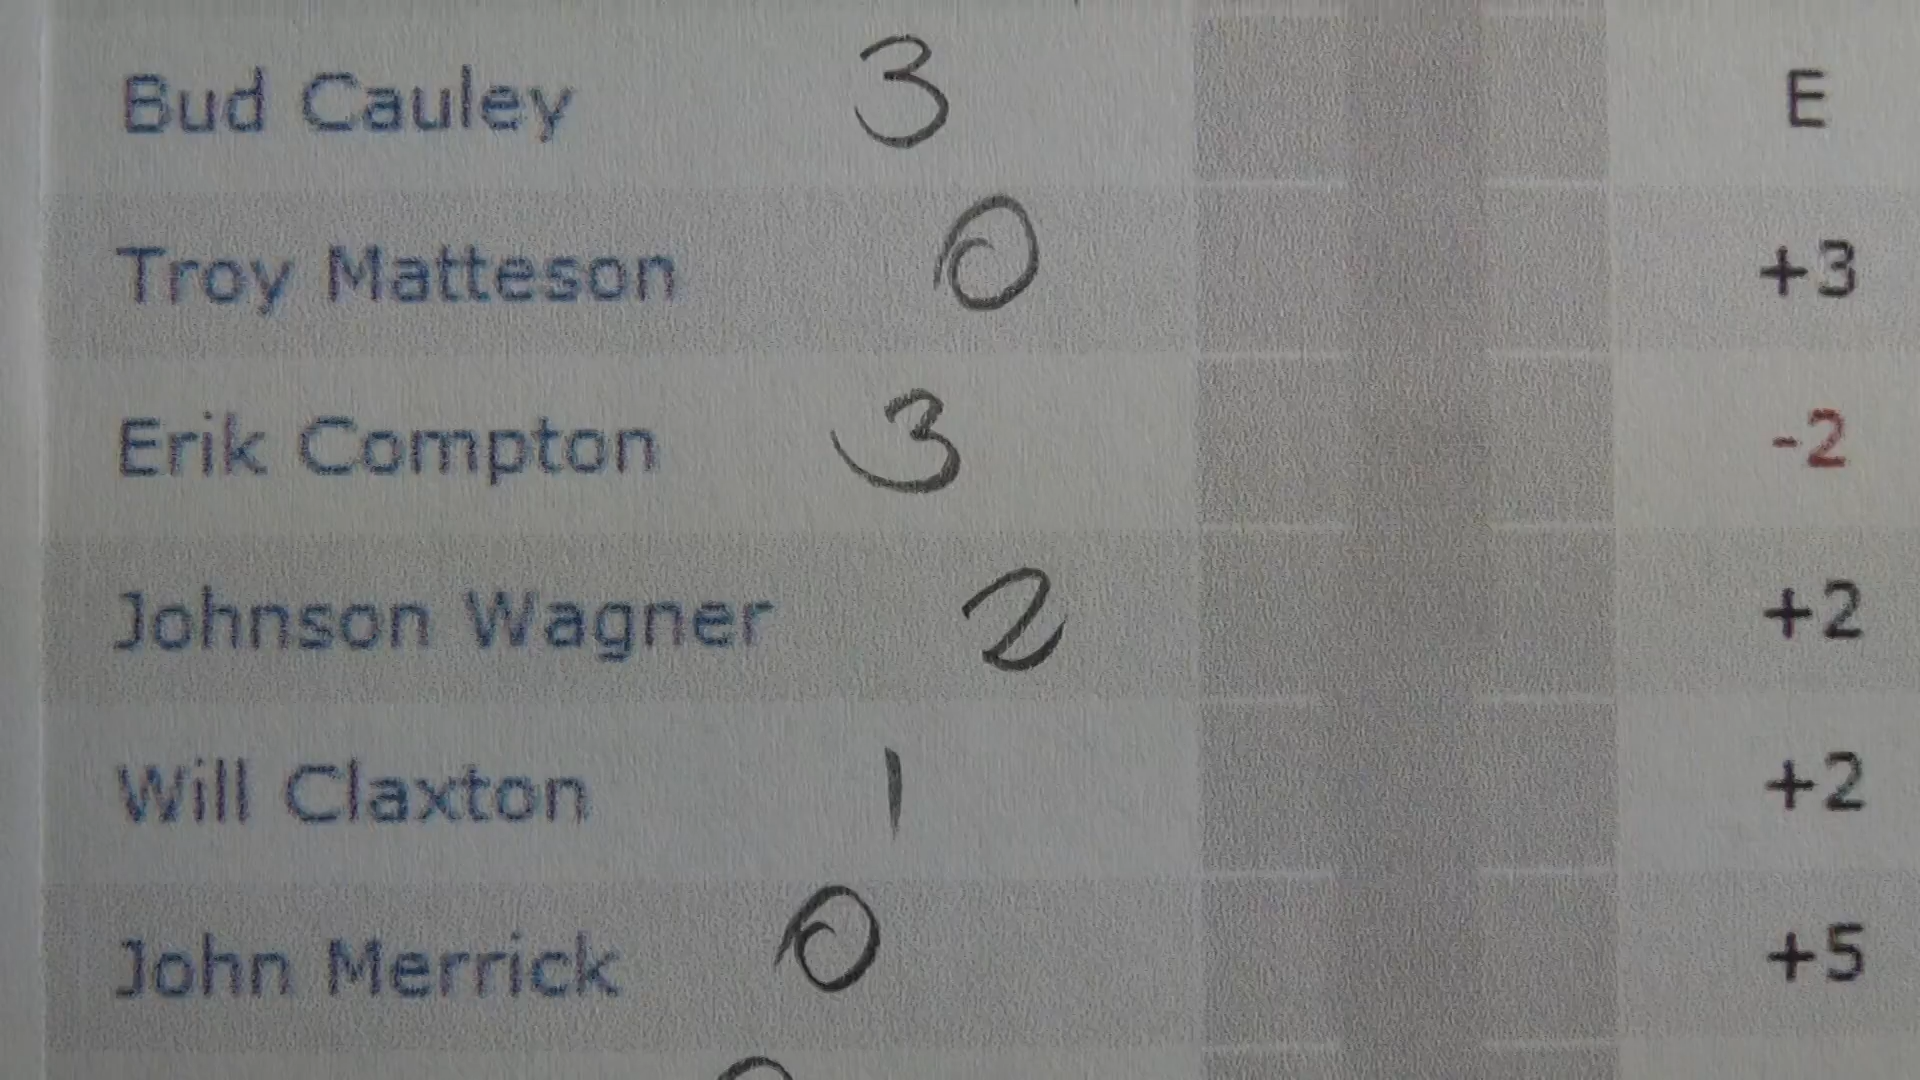 Bud Cauley 3 E
Troy Matteson 0 +3
Erik Compton 3 -2
Johnson Wagner 2 +2
Will Claxton 1 +2
John Merrick 0 +5